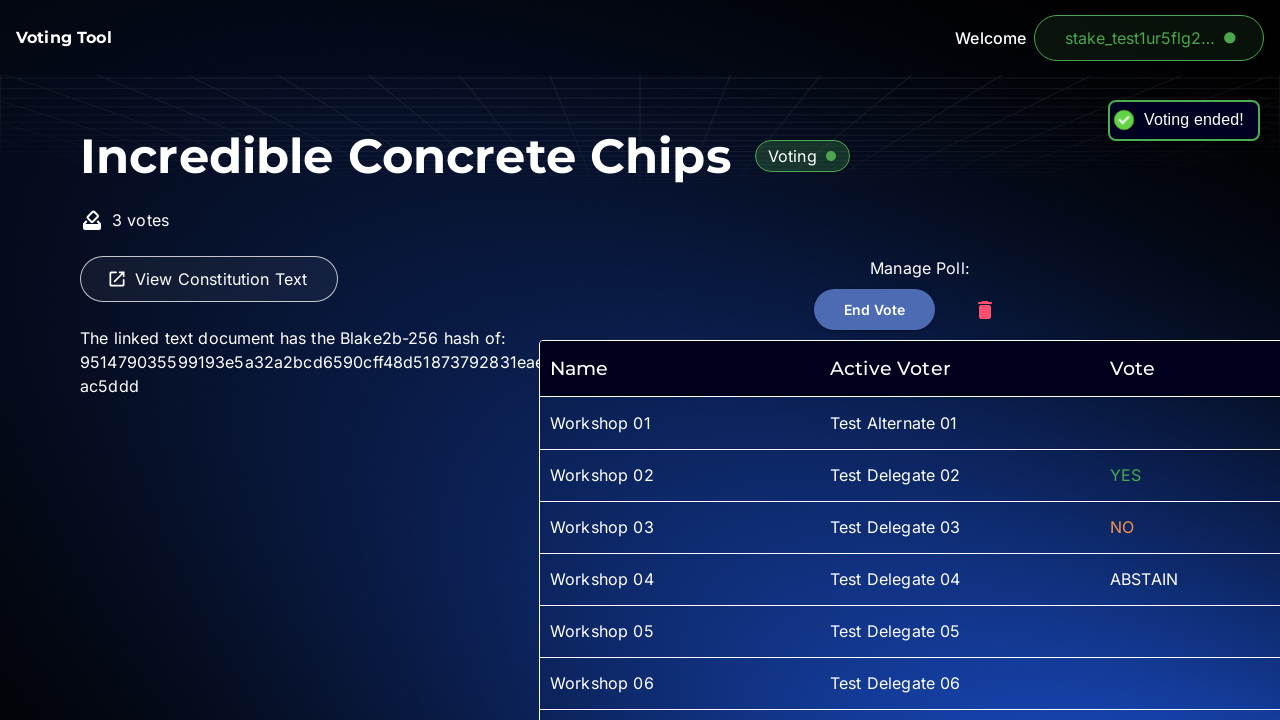 Voting Tool
Welcome
stake_test1ur5flg2...
Voting ended!
Incredible Concrete Chips
Voting
3 votes
View Constitution Text
Manage Poll:
End Vote
The linked text document has the Blake2b-256 hash of:
951479035599193e5a32a2bcd6590cff48d51873792831eae
ac5ddd
Name Active Voter Vote
Workshop 01 Test Alternate 01
Workshop 02 Test Delegate 02 YES
Workshop 03 Test Delegate 03 NO
Workshop 04 Test Delegate 04 ABSTAIN
Workshop 05 Test Delegate 05
Workshop 06 Test Delegate 06